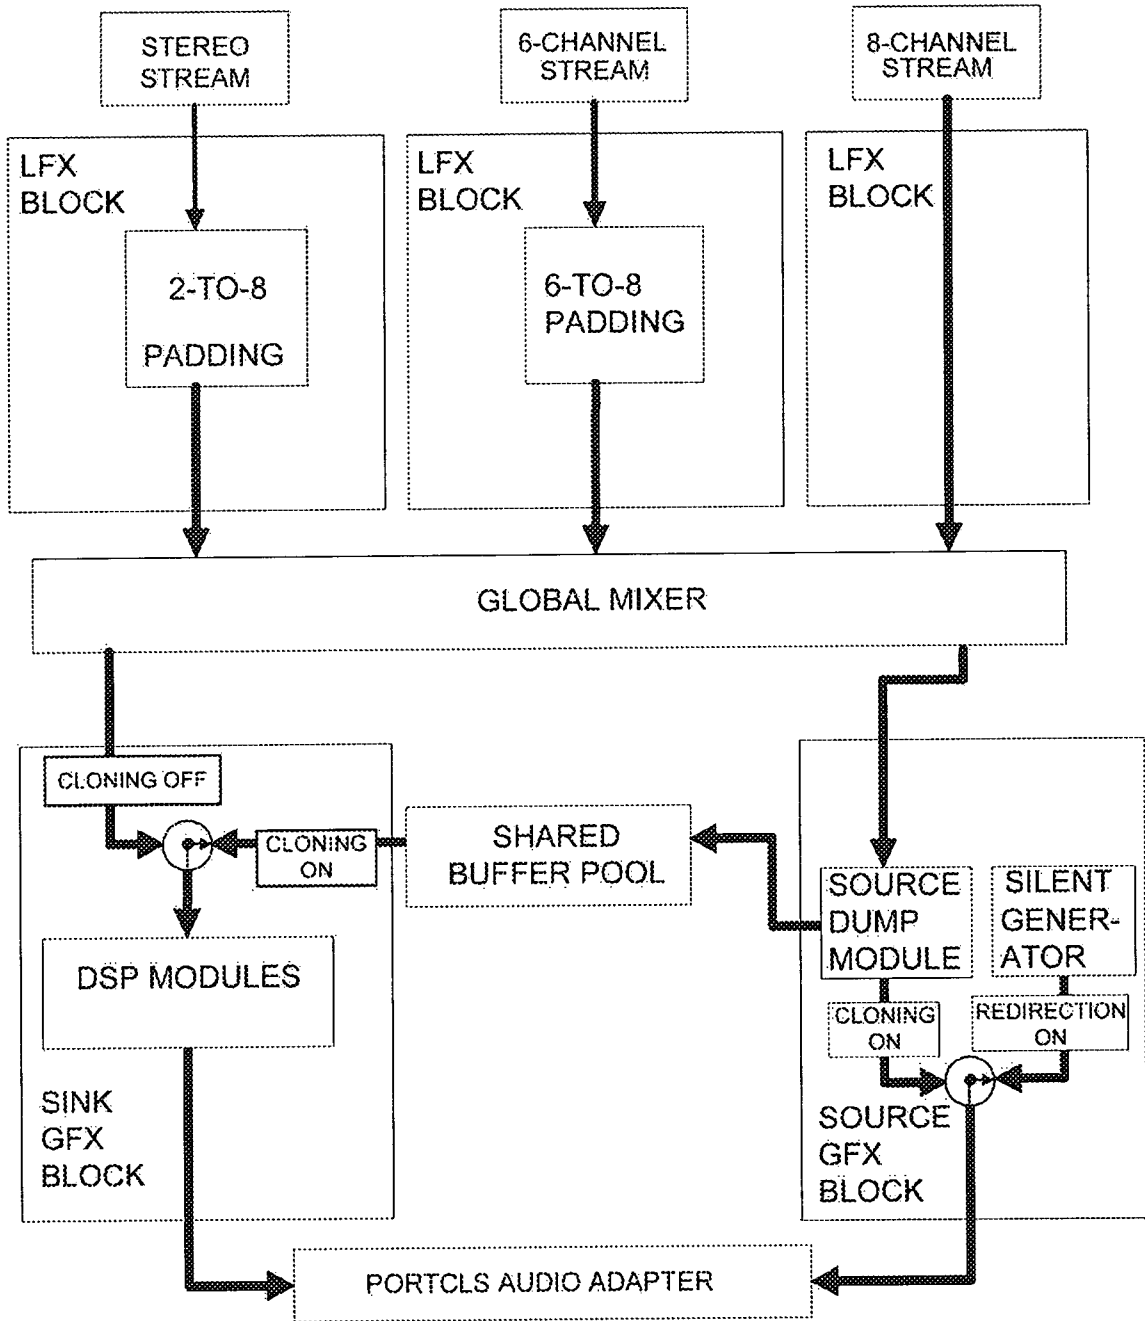 STEREO
STREAM
6-CHANNEL
STREAM
8-CHANNEL
STREAM
LFX
BLOCK
2-TO-8
PADDING
LFX
BLOCK
6-TO-8
PADDING
LFX
BLOCK
GLOBAL MIXER
CLONING OFF
CLONING
ON
DSP MODULES
SINK
GFX
BLOCK
SHARED
BUFFER POOL
SOURCE
DUMP
MODULE
SILENT
GENER-
ATOR
CLONING
ON
REDIRECTION
ON
SOURCE
GFX
BLOCK
PORTCLS AUDIO ADAPTER